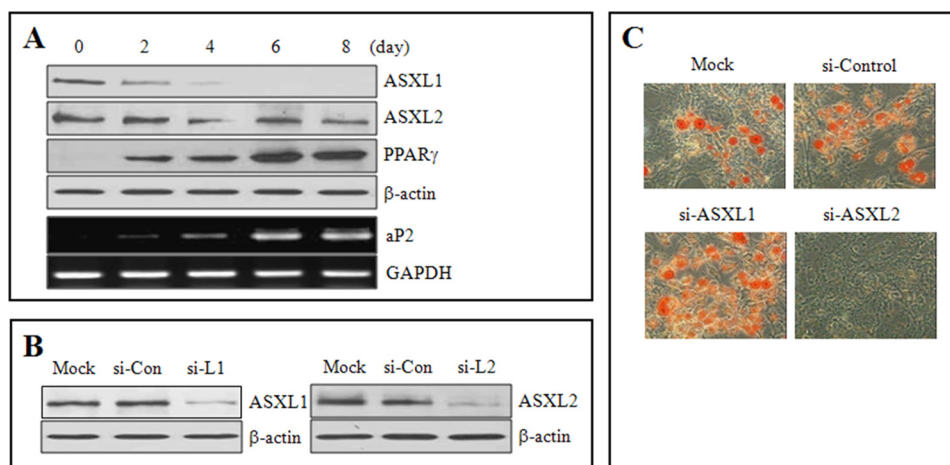 A
0 2 4 6 8 (day)
ASXL1
ASXL2
PPARγ
β-actin
aP2
GAPDH
B
Mock si-Con si-L1
ASXL1
β-actin
Mock si-Con si-L2
ASXL2
β-actin
C
Mock si-Control
si-ASXL1 si-ASXL2